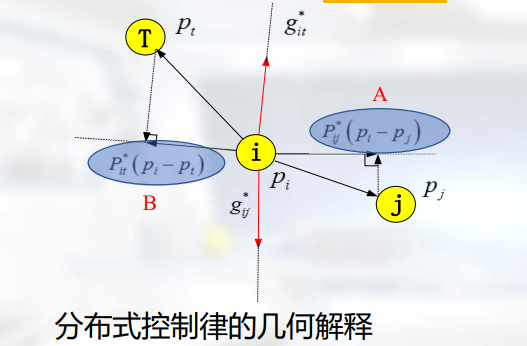 T
p_t
g_{it}^*
A
P_{ij}^*(p_i − p_j)
i
P_{it}^*(p_i − p_t)
p_i
p_j
j
B
g_{ij}^*
分布式控制律的几何解释